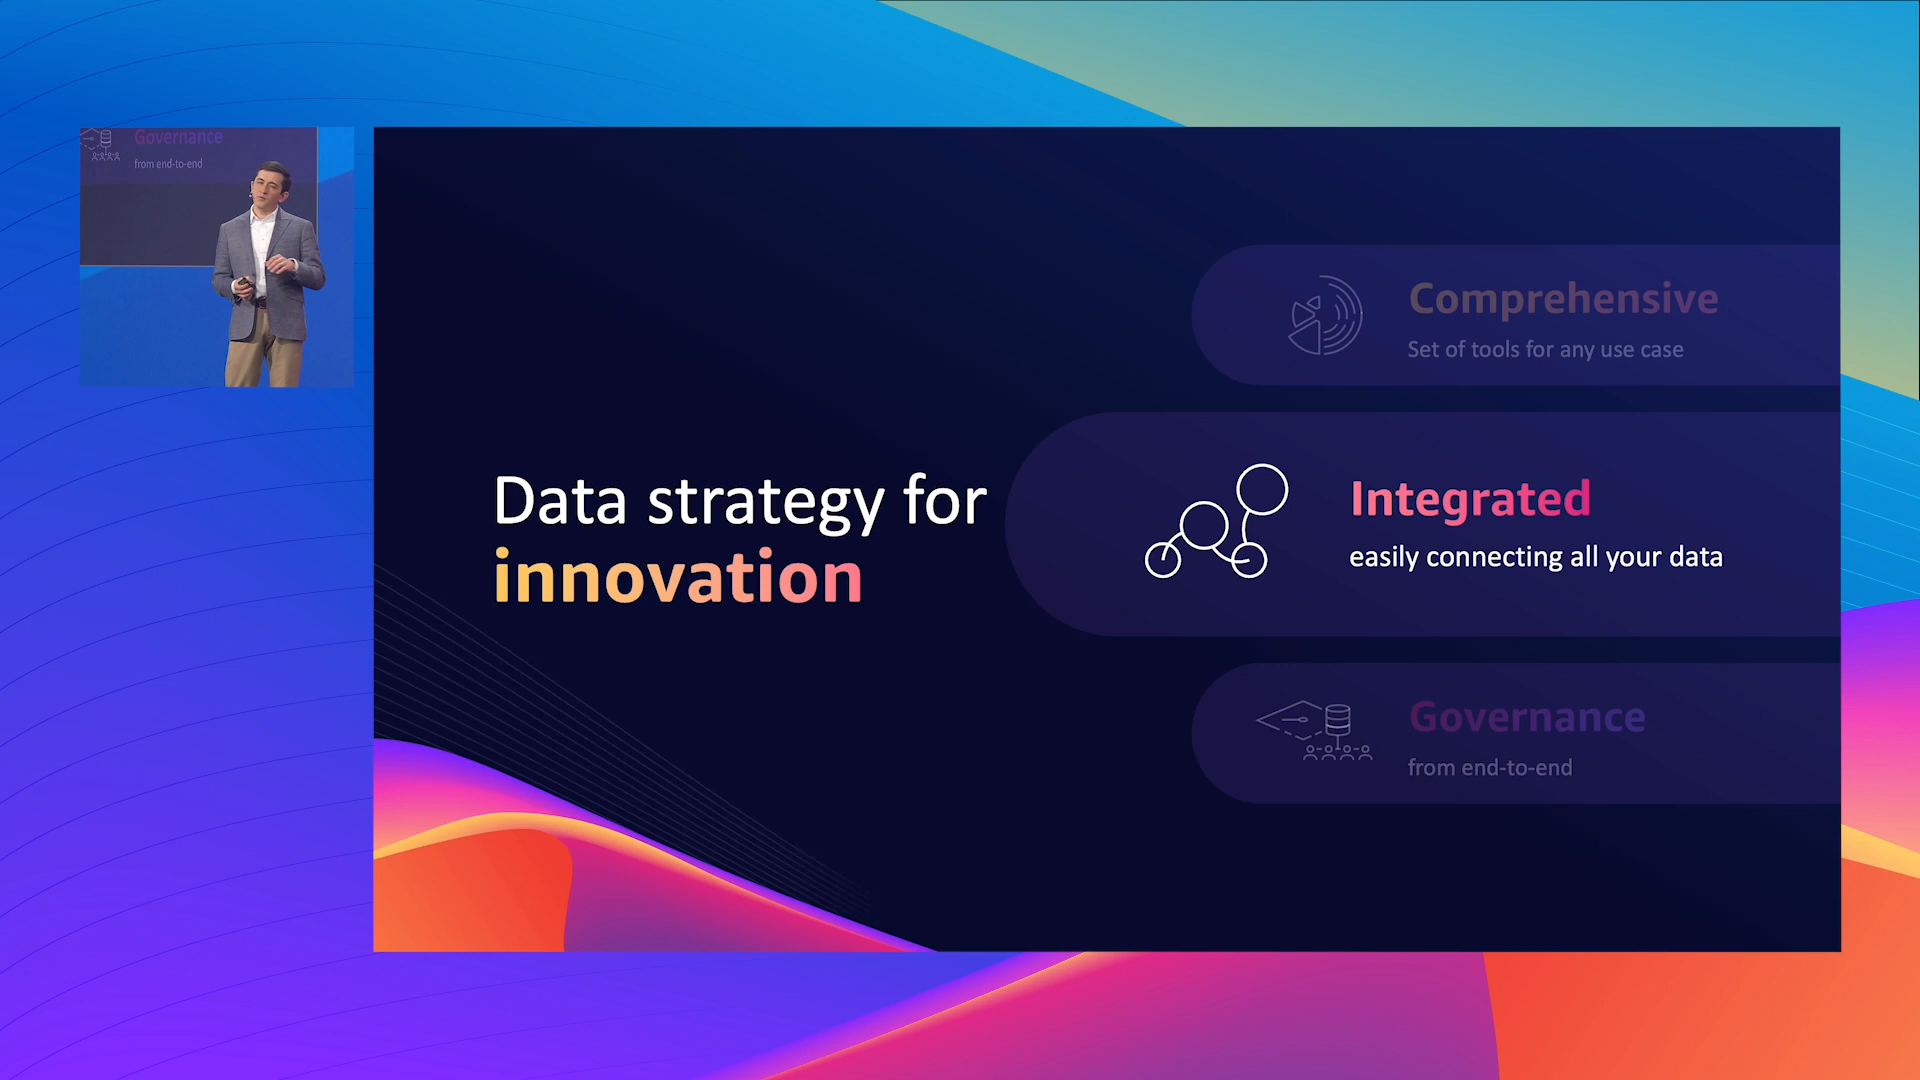 Governance
from end-to-end
Data strategy for
innovation
Comprehensive
Set of tools for any use case
Integrated
easily connecting all your data
Governance
from end-to-end